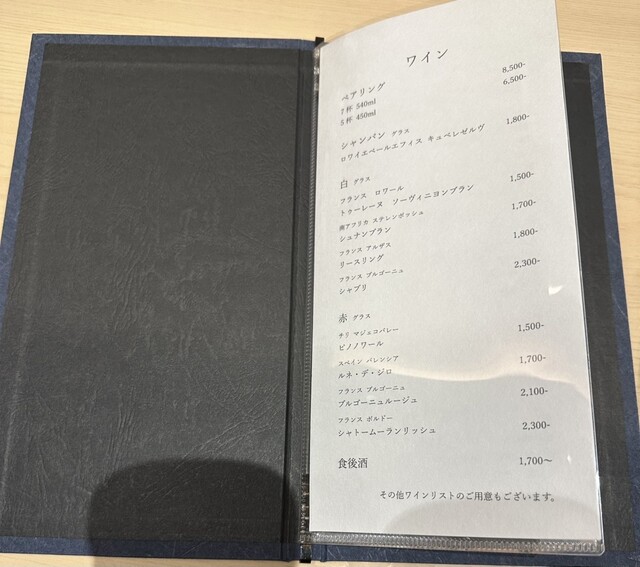 ワイン
ペアリング
7杯 540ml 8,500-
5杯 450ml 6,500-
シャンパン グラス
ロワイエペールエフィス キュベレゼルヴ 1,800-
白 グラス
フランス ロワール
トゥーレーヌ ソーヴィニヨンブラン 1,500-
南アフリカ ステレンボッシュ
シュナンブラン 1,700-
フランス アルザス
リースリング 1,800-
フランス ブルゴーニュ
シャブリ 2,300-
赤 グラス
チリ マジェコバレー
ピノノワール 1,500-
スペイン バレンシア
ルネ・デ・ジロ 1,700-
フランス ブルゴーニュ
ブルゴーニュルージュ 2,100-
フランス ボルドー
シャトームーランリッシュ 2,300-
食後酒 1,700～
その他ワインリストのご用意もございます。